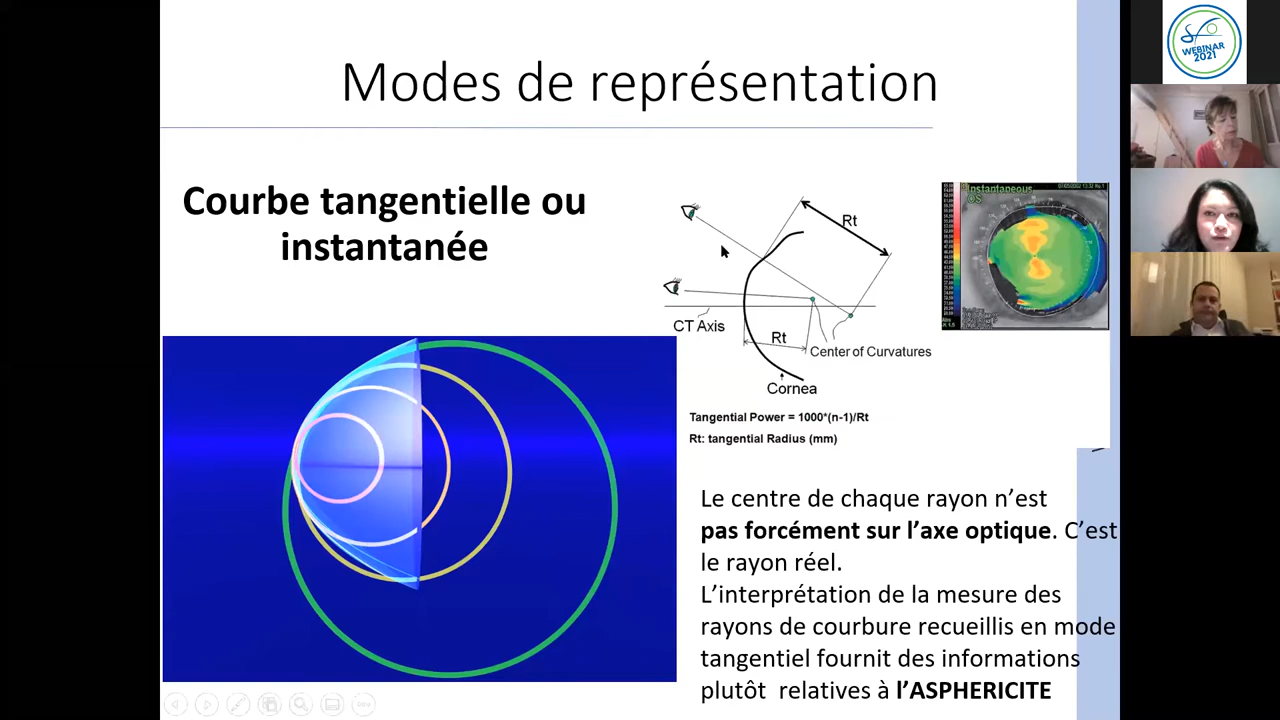 Modes de représentation
Courbe tangentielle ou
instantanée
Rt
CT Axis
Rt
Center of Curvatures
Cornea
Tangential Power = 1000*(n-1)/Rt
Rt: tangential Radius (mm)
Instantaneous
OS
Le centre de chaque rayon n’est
pas forcément sur l’axe optique. C’est
le rayon réel.
L’interprétation de la mesure des
rayons de courbure recueillis en mode
tangentiel fournit des informations
plutôt relatives à l’ASPHERICITE
WEBINAR
2021